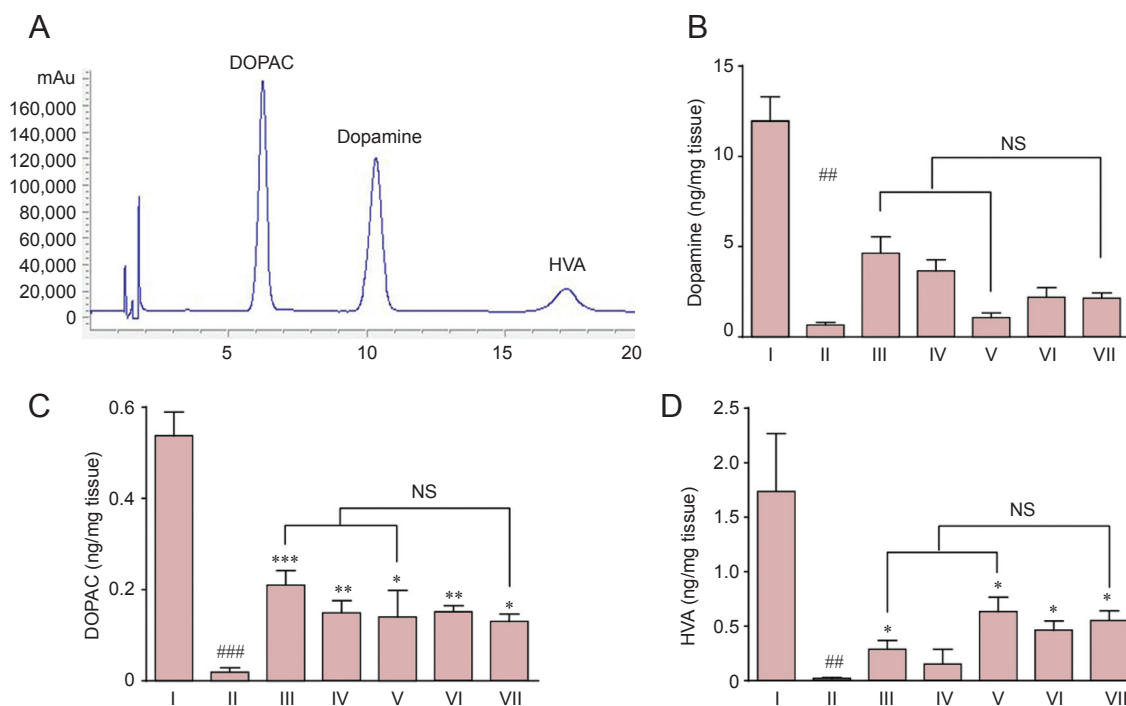 A
mAu
160,000
140,000
120,000
100,000
80,000
60,000
40,000
20,000
0
DOPAC
Dopamine
HVA
5 10 15 20
B
Dopamine (ng/mg tissue)
15
10
5
0
##
NS
I II III IV V VI VII
C
DOPAC (ng/mg tissue)
0.6
0.4
0.2
0
NS
*** ** * ** *
###
I II III IV V VI VII
D
HVA (ng/mg tissue)
2.5
2.0
1.5
1.0
0.5
0
NS
* * * *
##
I II III IV V VI VII